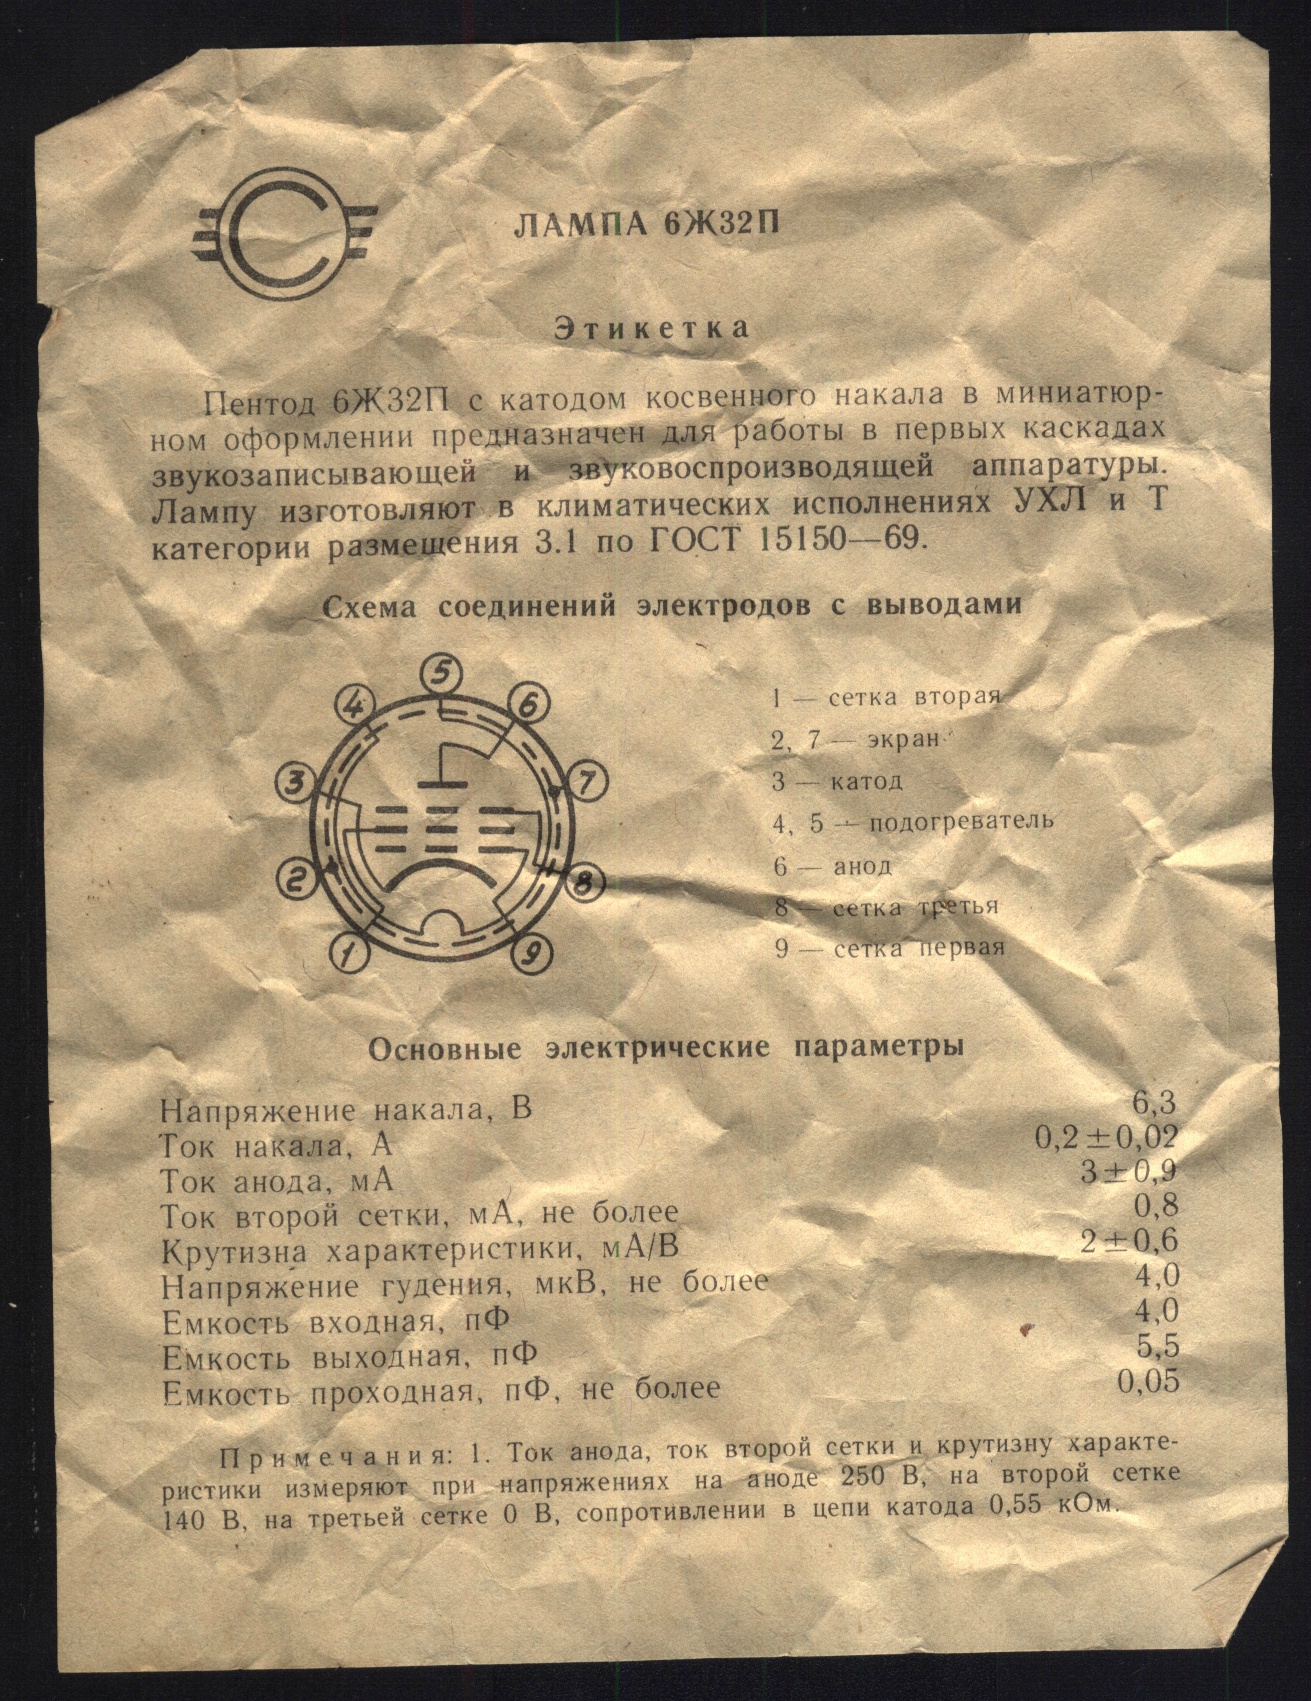 С
ЛАМПА 6Ж32П
Этикетка
Пентод 6Ж32П с катодом косвенного накала в миниатюр-
ном оформлении предназначен для работы в первых каскадах
звукозаписывающей и звуковоспроизводящей аппаратуры.
Лампу изготовляют в климатических исполнениях УХЛ и Т
категории размещения 3.1 по ГОСТ 15150—69.
Схема соединений электродов с выводами
5
4
6
3
7
2
8
1
9
1 — сетка вторая
2, 7 — экран
3 — катод
4, 5 — подогреватель
6 — анод
8 — сетка третья
9 — сетка первая
Основные электрические параметры
Напряжение накала, В 6,3
Ток накала, А 0,2±0,02
Ток анода, мА 3±0,9
Ток второй сетки, мА, не более 0,8
Крутизна характеристики, мА/В 2±0,6
Напряжение гудения, мкВ, не более 4,0
Емкость входная, пФ 4,0
Емкость выходная, пФ 5,5
Емкость проходная, пФ, не более 0,05
Примечания: 1. Ток анода, ток второй сетки и крутизну характе-
ристики измеряют при напряжениях на аноде 250 В, на второй сетке
140 В, на третьей сетке 0 В, сопротивлении в цепи катода 0,55 кОм.